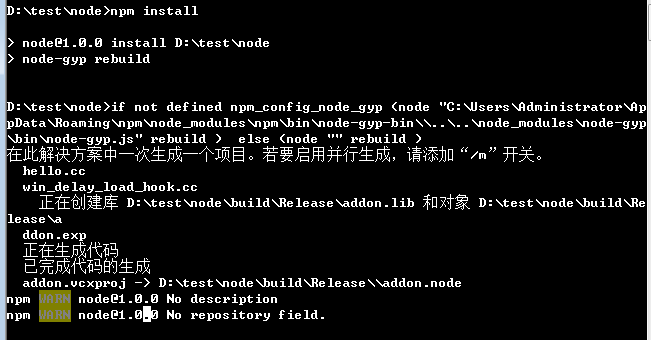 D:\test\node>npm install
> node@1.0.0 install D:\test\node
> node-gyp rebuild
D:\test\node>if not defined npm_config_node_gyp (node "C:\Users\Administrator\Ap
pData\Roaming\npm\node_modules\npm\bin\node-gyp-bin\\..\..\node_modules\node-gyp
\bin\node-gyp.js" rebuild )  else (node "" rebuild )
在此解决方案中一次生成一个项目。若要启用并行生成，请添加“/m”开关。
  hello.cc
  win_delay_load_hook.cc
    正在创建库 D:\test\node\build\Release\addon.lib 和对象 D:\test\node\build\Re
lease\a
  ddon.exp
  正在生成代码
  已完成代码的生成
  addon.vcxproj -> D:\test\node\build\Release\\addon.node
npm WARN node@1.0.0 No description
npm WARN node@1.0.0 No repository field.